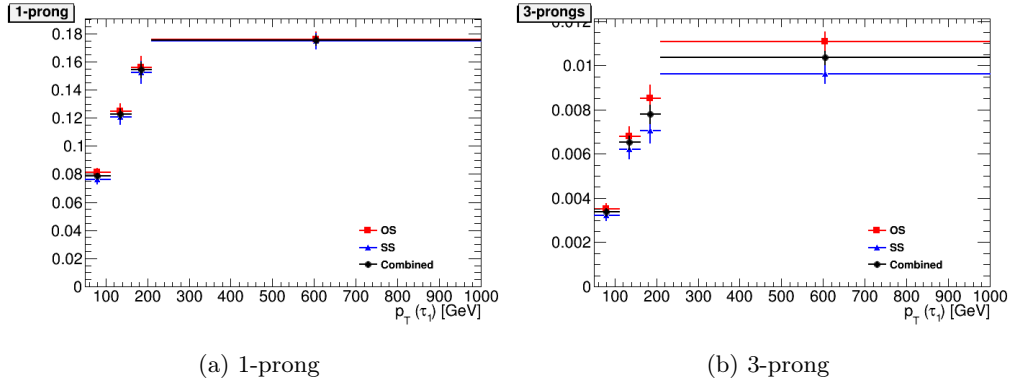 1-prong
0.18
0.16
0.14
0.12
0.1
0.08
0.06
0.04
0.02
0
OS
SS
Combined
100 200 300 400 500 600 700 800 900 1000
p_T (τ_1) [GeV]
(a) 1-prong
3-prongs
0.012
0.01
0.008
0.006
0.004
0.002
0
OS
SS
Combined
100 200 300 400 500 600 700 800 900 1000
p_T (τ_1) [GeV]
(b) 3-prong